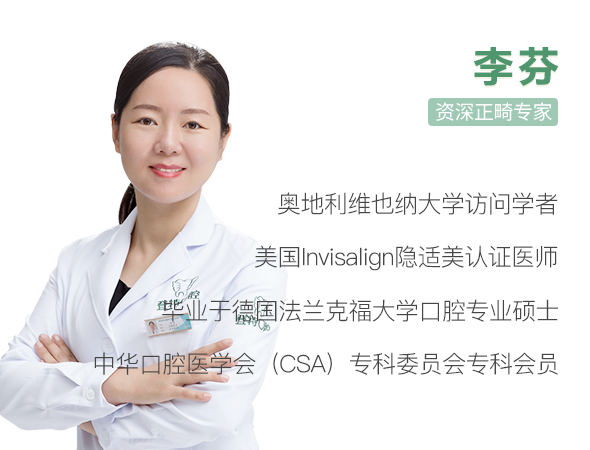 李芬
资深正畸专家
奥地利维也纳大学访问学者
美国Invisalign隐适美认证医师
毕业于德国法兰克福大学口腔专业硕士
中华口腔医学会（CSA）专科委员会专科会员